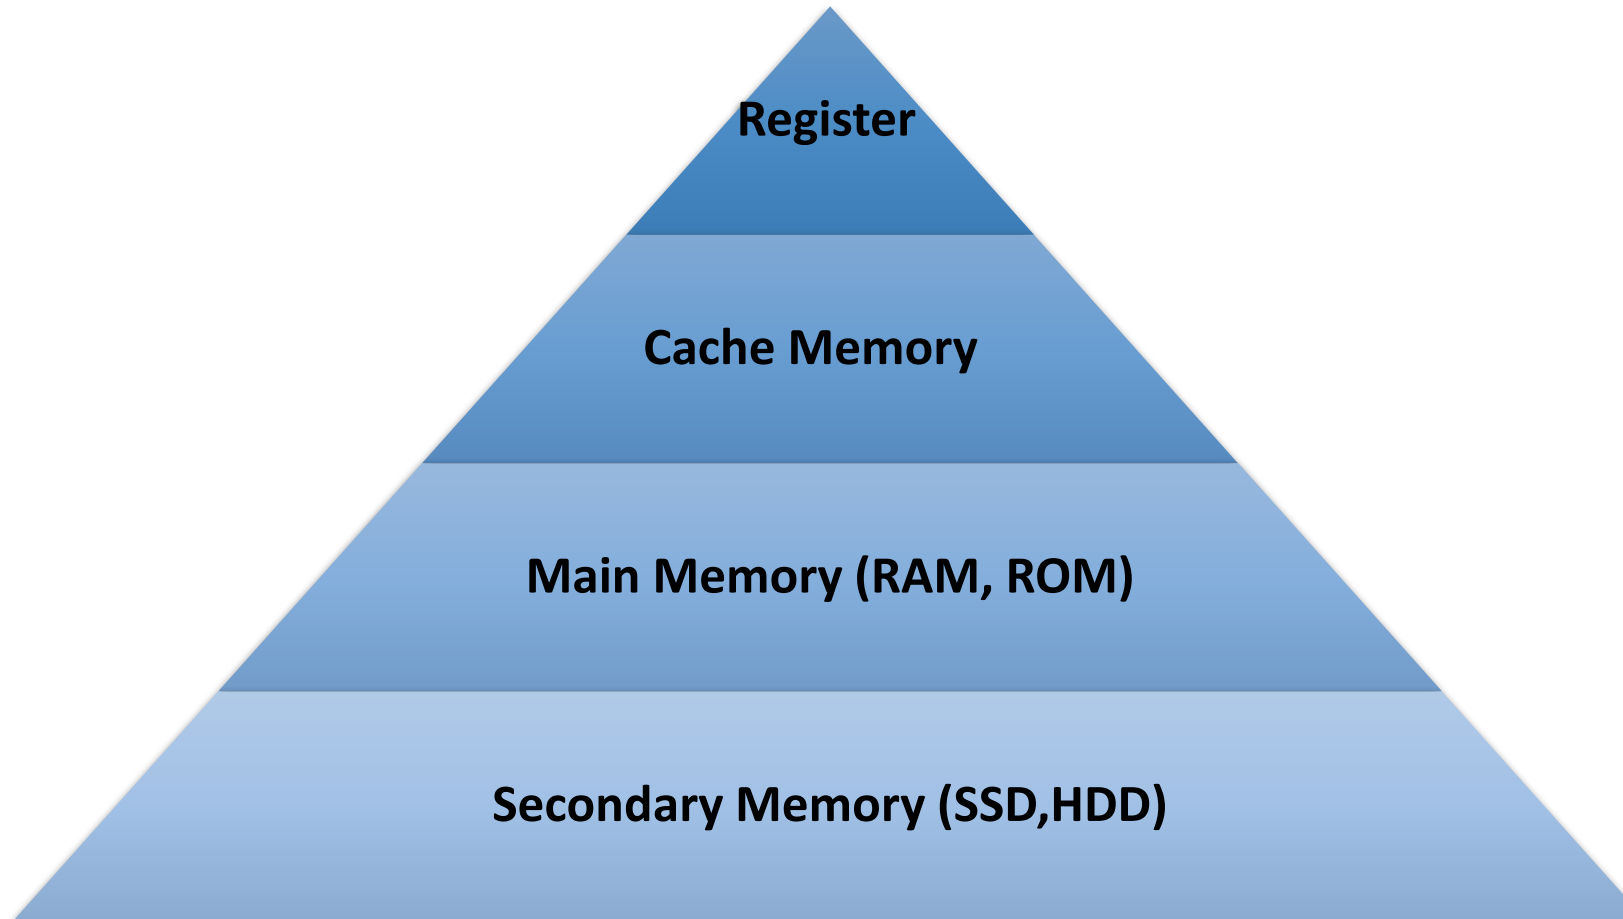 Register
Cache Memory
Main Memory (RAM, ROM)
Secondary Memory (SSD,HDD)